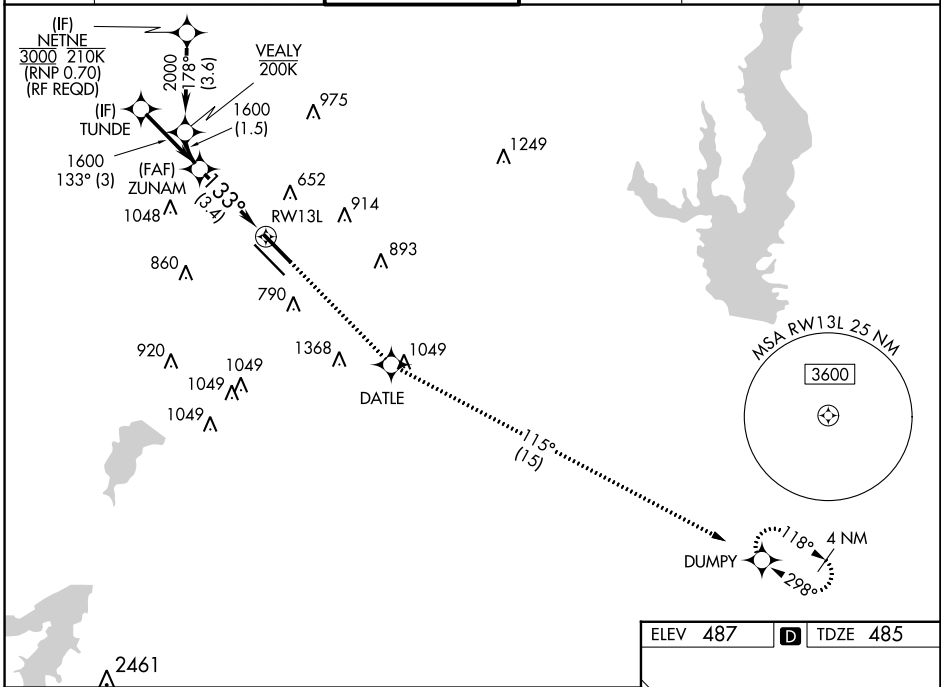 (IF)
NETNE
3000 210K
(RNP 0.70)
(RF REQD)
2000
178°
(3.6)
VEALY
200K
(IF)
TUNDE
1600
(1.5)
975
1249
1600
133° (3)
(FAF)
ZUNAM
133°
(3.4)
652
914
1048
RW13L
893
860
790
MSA RW13L 25 NM
3600
920
1368
1049
1049
1049
1049
DATLE
115°
(15)
DUMPY
118°
4 NM
298°
ELEV 487 D TDZE 485
2461